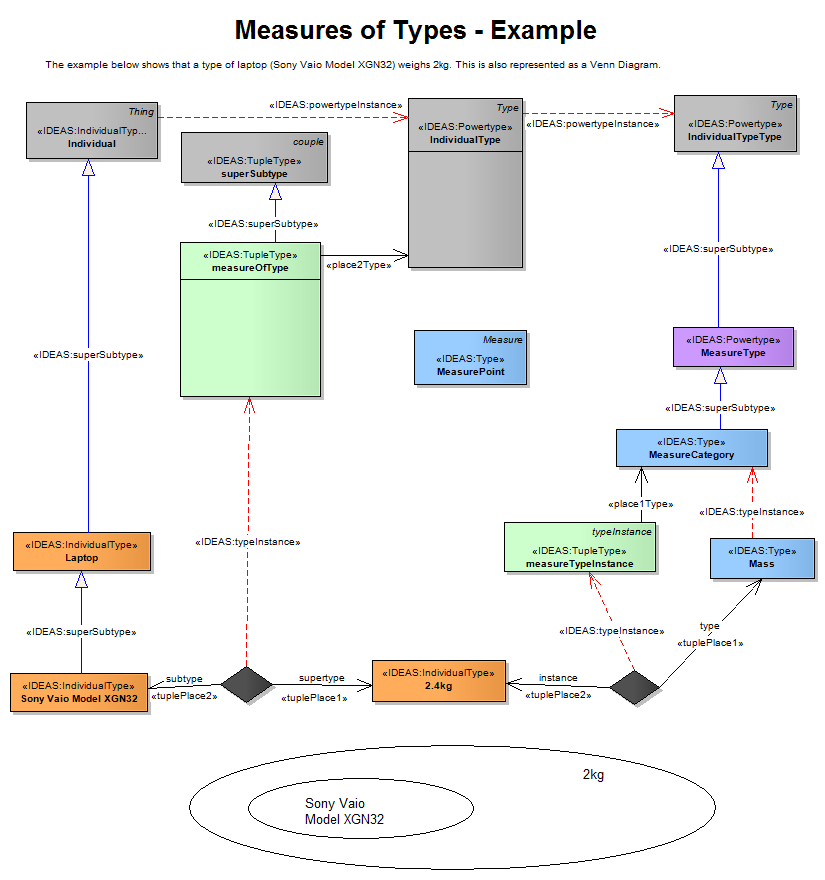 Measures of Types - Example
The example below shows that a type of laptop (Sony Vaio Model XGN32) weighs 2kg. This is also represented as a Venn Diagram.
Thing
«IDEAS:IndividualTyp...
Individual
«IDEAS:powertypeInstance»
Type
«IDEAS:Powertype»
IndividualType
«IDEAS:powertypeInstance»
Type
«IDEAS:Powertype»
IndividualTypeType
couple
«IDEAS:TupleType»
superSubtype
«IDEAS:superSubtype»
«IDEAS:TupleType»
measureOfType
«place2Type»
«IDEAS:superSubtype»
Measure
«IDEAS:Type»
MeasurePoint
«IDEAS:Powertype»
MeasureType
«IDEAS:superSubtype»
«IDEAS:superSubtype»
«IDEAS:Type»
MeasureCategory
«place1Type»
«IDEAS:typeInstance»
typeInstance
«IDEAS:TupleType»
measureTypeInstance
«IDEAS:Type»
Mass
«IDEAS:IndividualType»
Laptop
«IDEAS:typeInstance»
«IDEAS:superSubtype»
«IDEAS:typeInstance»
type
«tuplePlace1»
«IDEAS:IndividualType»
Sony Vaio Model XGN32
subtype
«tuplePlace2»
supertype
«tuplePlace1»
«IDEAS:IndividualType»
2.4kg
instance
«tuplePlace2»
2kg
Sony Vaio
Model XGN32